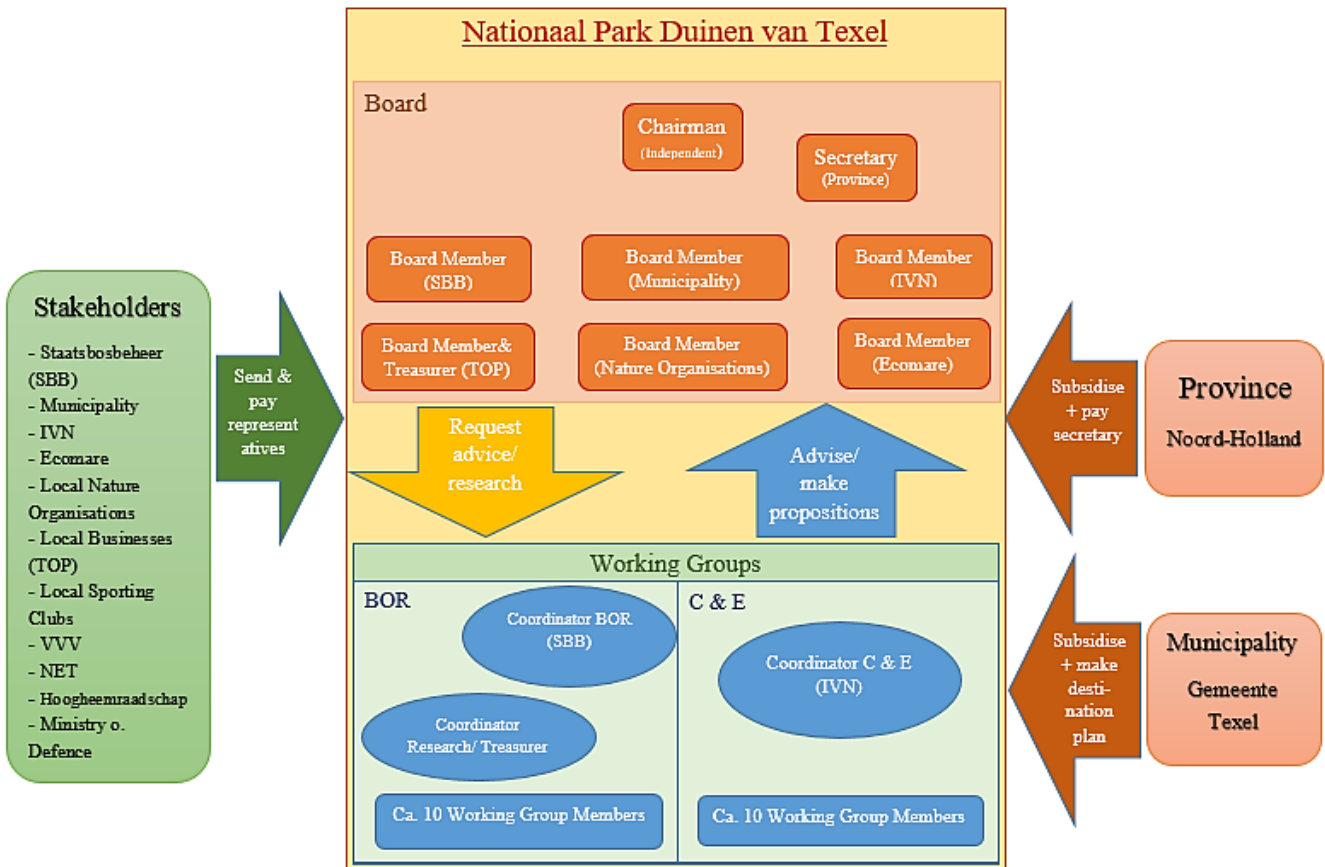 Nationaal Park Duinen van Texel
Board
Chairman
(Independent)
Secretary
(Province)
Board Member
(SBB)
Board Member
(Municipality)
Board Member
(IVN)
Board Member&
Treasurer (TOP)
Board Member
(Nature Organisations)
Board Member
(Ecomare)
Stakeholders
- Staatsbosbeheer
(SBB)
- Municipality
- IVN
- Ecomare
- Local Nature
Organisations
- Local Businesses
(TOP)
- Local Sporting
Clubs
- VVV
- NET
- Hoogheemraadschap
- Ministry o.
Defence
Send &
pay
represent
atives
Request
advice/
research
Advise/
make
propositions
Subsidise
+ pay
secretary
Province
Noord-Holland
Working Groups
BOR
Coordinator BOR
(SBB)
Coordinator
Research/ Treasurer
Ca. 10 Working Group Members
C & E
Coordinator C & E
(IVN)
Ca. 10 Working Group Members
Subsidise
+ make
desti-
nation
plan
Municipality
Gemeente
Texel